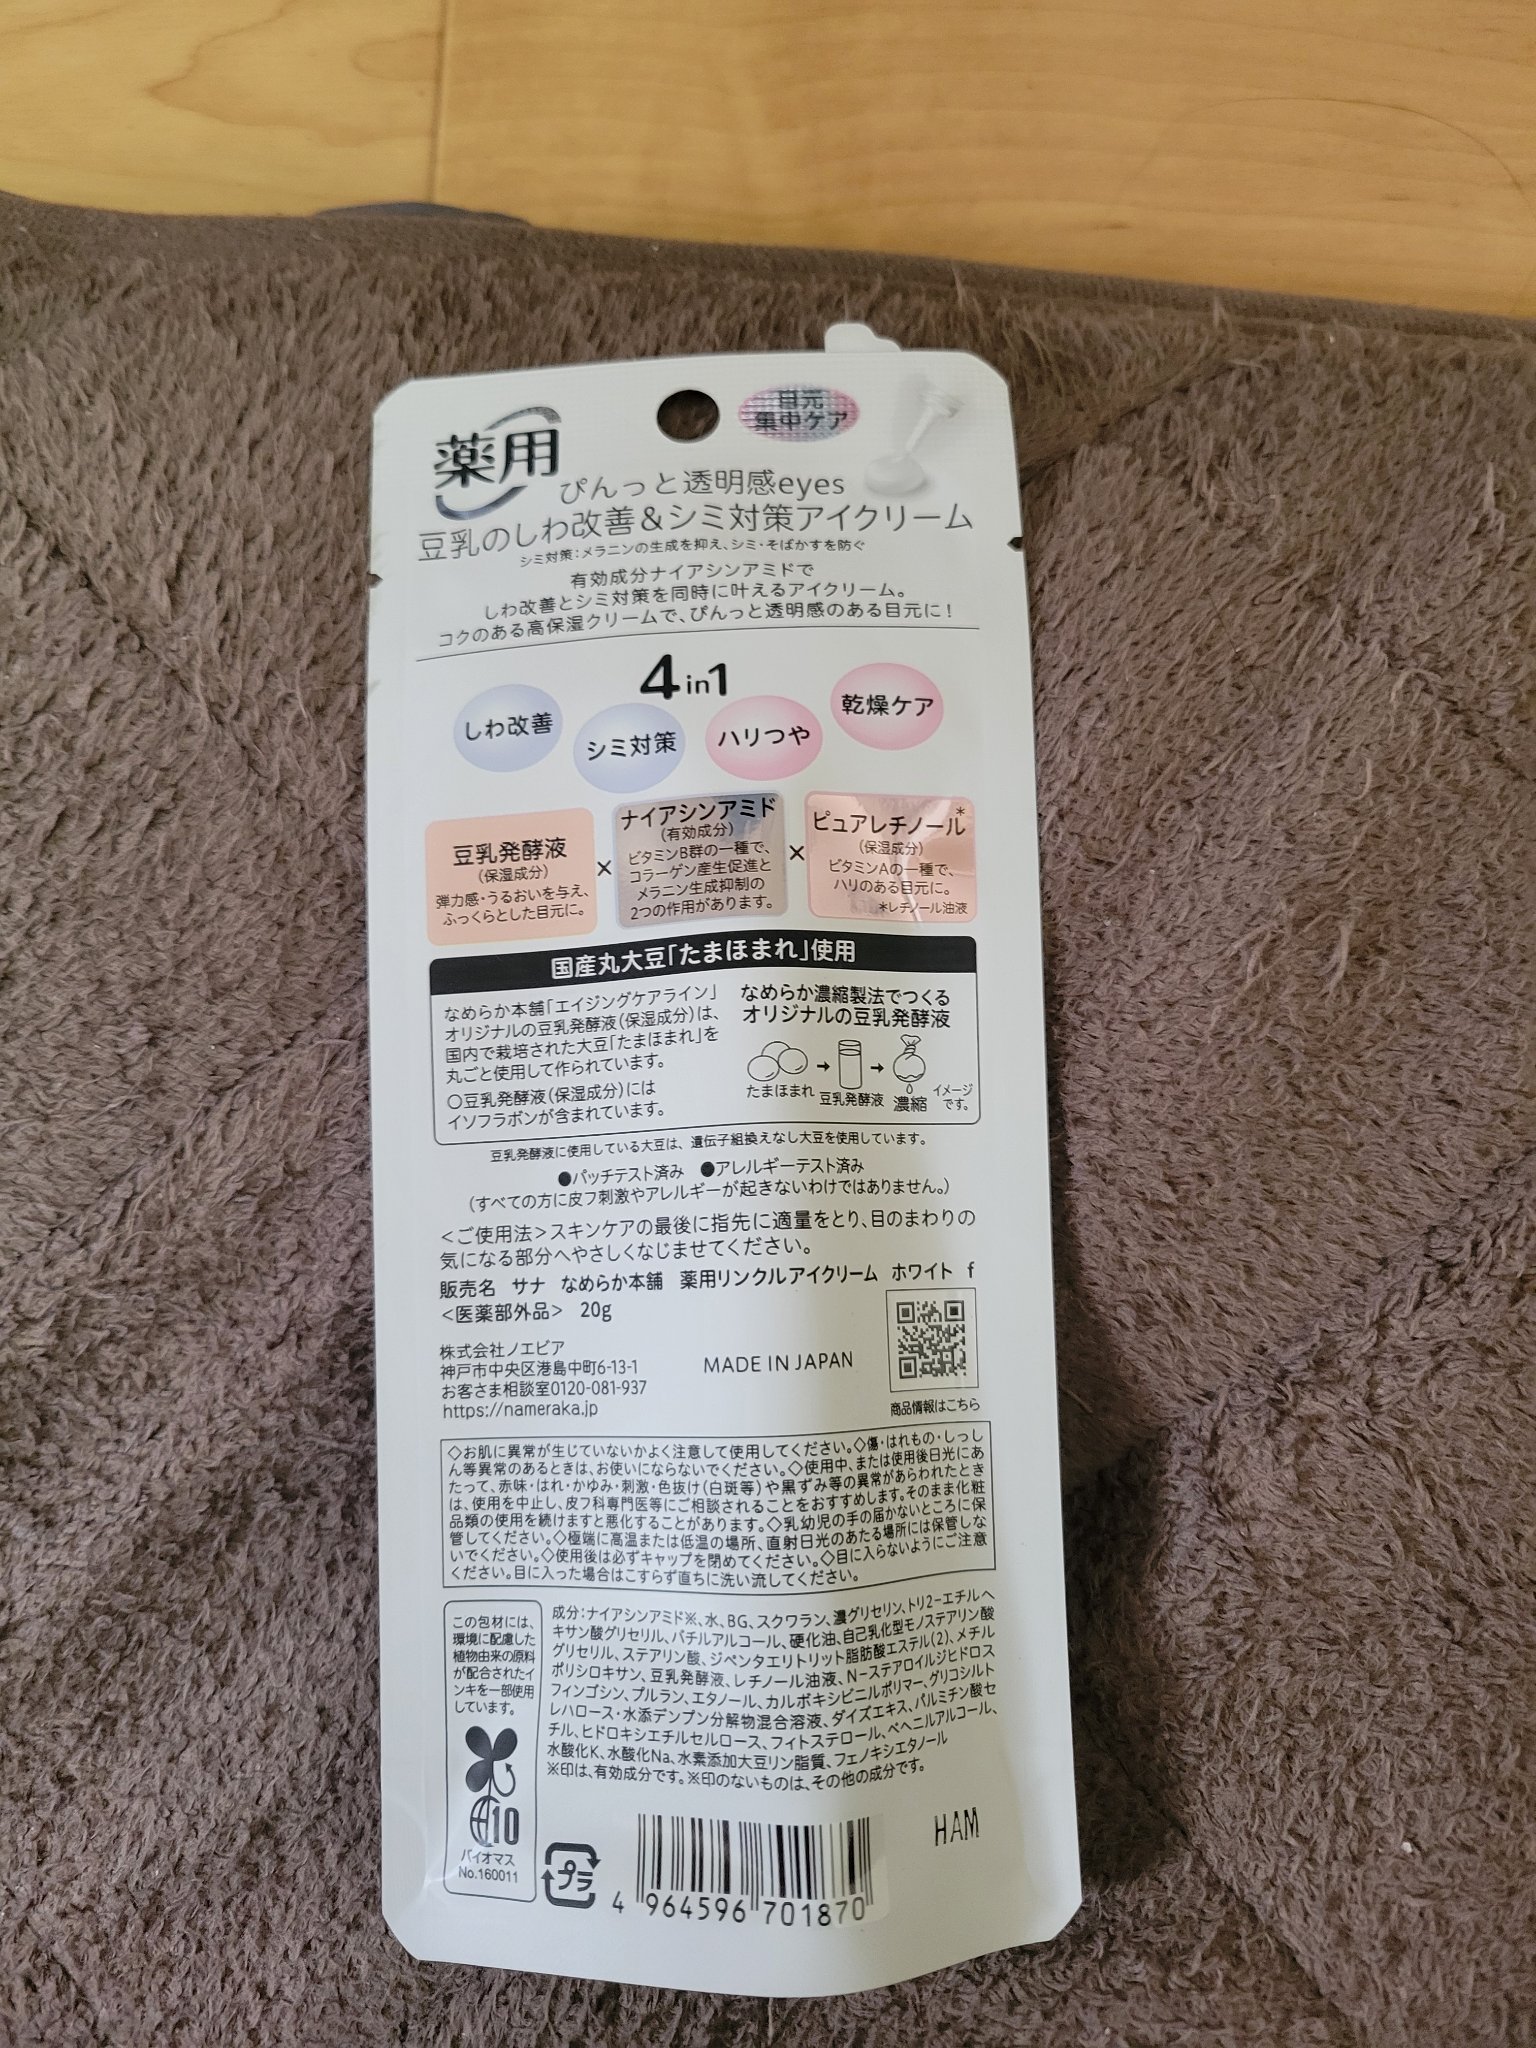 目元
集中ケア
薬用
ぴんっと透明感eyes
豆乳のしわ改善&シミ対策アイクリーム
シミ対策:メラニンの生成を抑え、シミ・そばかすを防ぐ
有効成分ナイアシンアミドで
しわ改善とシミ対策を同時に叶えるアイクリーム。
コクのある高保湿クリームで、ぴんっと透明感のある目元に!
4in1
しわ改善
シミ対策
ハリつや
乾燥ケア
豆乳発酵液
(保湿成分)
弾力感・うるおいを与え、
ふっくらとした目元に。
×
ナイアシンアミド
(有効成分)
ビタミンB群の一種で、
コラーゲン産生促進と
メラニン生成抑制の
2つの作用があります。
×
ピュアレチノール*
(保湿成分)
ビタミンAの一種で、
ハリのある目元に。
*レチノール油液
国産丸大豆「たまほまれ」使用
なめらか本舗「エイジングケアライン」
オリジナルの豆乳発酵液(保湿成分)は、
国内で栽培された大豆「たまほまれ」を
丸ごと使用して作られています。
○豆乳発酵液(保湿成分)には
イソフラボンが含まれています。
なめらか濃縮製法でつくる
オリジナルの豆乳発酵液
たまほまれ
豆乳発酵液
濃縮
イメージ
です。
豆乳発酵液に使用している大豆は、遺伝子組換えなし大豆を使用しています。
●パッチテスト済み ●アレルギーテスト済み
(すべての方に皮フ刺激やアレルギーが起きないわけではありません。)
<ご使用法>スキンケアの最後に指先に適量をとり、目のまわりの
気になる部分へやさしくなじませてください。
販売名 サナ なめらか本舗 薬用リンクルアイクリーム ホワイト f
<医薬部外品> 20g
株式会社ノエビア
神戸市中央区港島中町6-13-1
お客さま相談室0120-081-937
https://nameraka.jp
MADE IN JAPAN
商品情報はこちら
◇お肌に異常が生じていないかよく注意して使用してください。◇傷・はれもの・しっし
ん等異常のあるときは、お使いにならないでください。◇使用中、または使用後日光にあ
たって、赤味・はれ・かゆみ・刺激・色抜け(白斑等)や黒ずみ等の異常があらわれたとき
は、使用を中止し、皮フ科専門医等にご相談されることをおすすめします。そのまま化粧
品類の使用を続けますと悪化することがあります。◇乳幼児の手の届かないところに保
管してください。◇極端に高温または低温の場所、直射日光のあたる場所には保管しな
いでください。◇使用後は必ずキャップを閉めてください。◇目に入らないようにご注意
ください。目に入った場合はこすらず直ちに洗い流してください。
この包材には、
環境に配慮した
植物由来の原料
が配合されたイ
ンキを一部使用
しています。
10
バイオマス
No.160011
成分:ナイアシンアミド※、水、BG、スクワラン、濃グリセリン、トリ2-エチルヘ
キサン酸グリセリル、バチルアルコール、硬化油、自己乳化型モノステアリン酸
グリセリル、ステアリン酸、ジペンタエリトリット脂肪酸エステル(2)、メチル
ポリシロキサン、豆乳発酵液、レチノール油液、N-ステアロイルジヒドロス
フィンゴシン、プルラン、エタノール、カルボキシビニルポリマー、グリコシルト
レハロース・水添デンプン分解物混合溶液、ダイズエキス、パルミチン酸セ
チル、ヒドロキシエチルセルロース、フィトステロール、ベヘニルアルコール、
水酸化K、水酸化Na、水素添加大豆リン脂質、フェノキシエタノール
※印は、有効成分です。※印のないものは、その他の成分です。
プラ
4 964596 701870
HAM